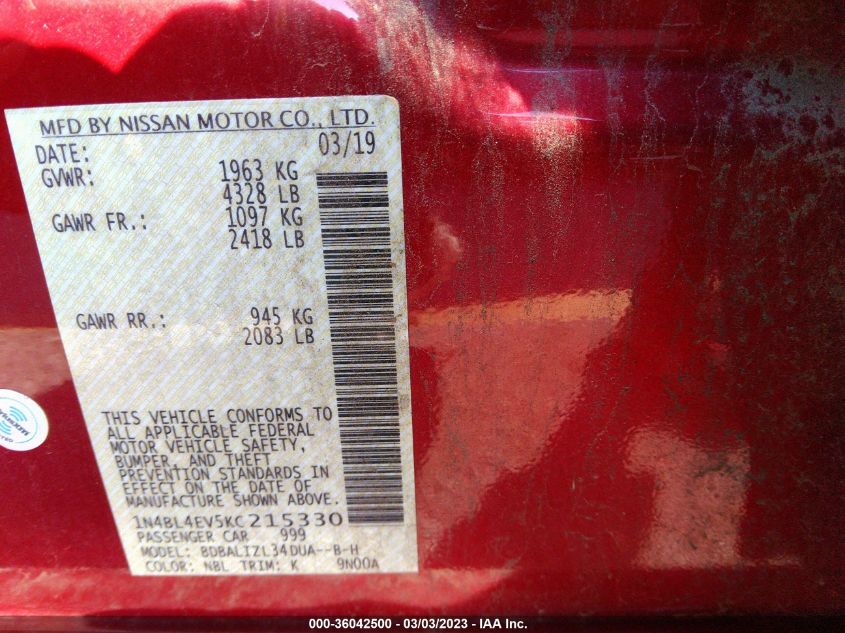 MFD BY NISSAN MOTOR CO., LTD.
DATE: 03/19
GVWR: 1963 KG
4328 LB
GAWR FR.: 1097 KG
2418 LB
GAWR RR.: 945 KG
2083 LB
THIS VEHICLE CONFORMS TO
ALL APPLICABLE FEDERAL
MOTOR VEHICLE SAFETY,
BUMPER, AND THEFT
PREVENTION STANDARDS IN
EFFECT ON THE DATE OF
MANUFACTURE SHOWN ABOVE.
1N4BL4EV5KC215330
PASSENGER CAR 999
MODEL: BDBALIZL34DUA--B-H
COLOR: NBL TRIM: K 9N00A
000-36042500 - 03/03/2023 - IAA Inc.